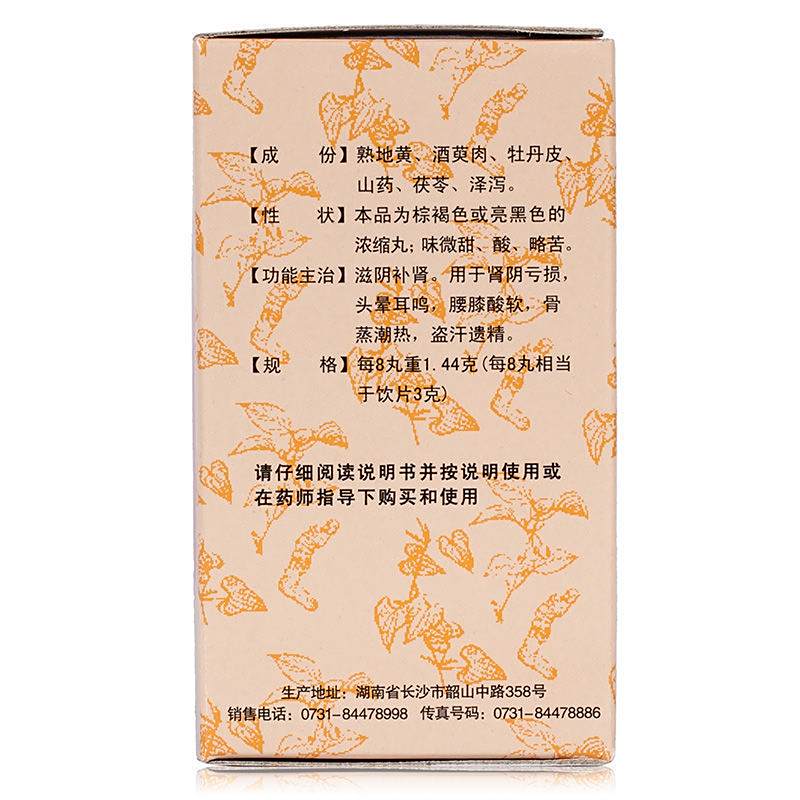 【成　份】熟地黄、酒萸肉、牡丹皮、
山药、茯苓、泽泻。
【性　状】本品为棕褐色或亮黑色的
浓缩丸；味微甜、酸、略苦。
【功能主治】滋阴补肾。用于肾阴亏损，
头晕耳鸣，腰膝酸软，骨
蒸潮热，盗汗遗精。
【规　格】每8丸重1.44克(每8丸相当
于饮片3克)
请仔细阅读说明书并按说明使用或
在药师指导下购买和使用
生产地址：湖南省长沙市韶山中路358号
销售电话：0731-84478998 传真号码：0731-84478886